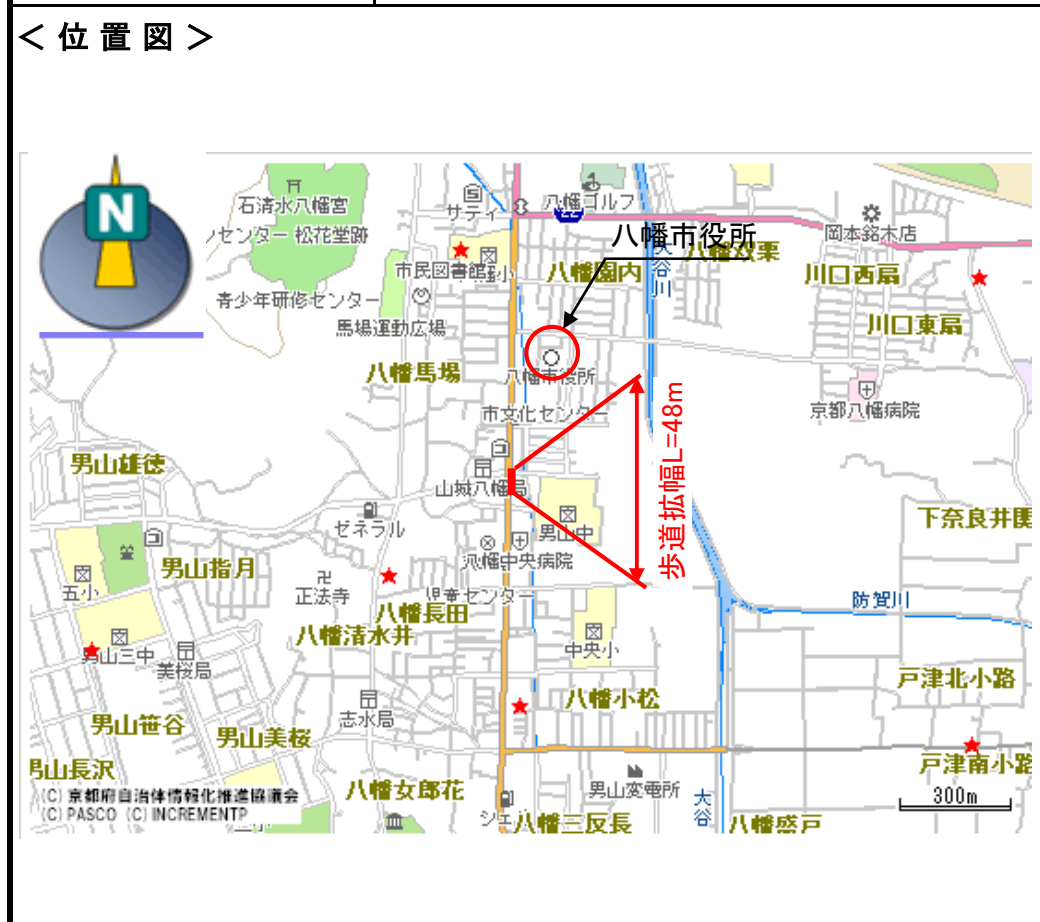 ＜位置図＞
N
石清水八幡宮
ンセンター 松花堂跡
サティ
八幡ゴルフ
八幡市役所
岡本銘木店
市民図書館
八幡園内
八幡双栗
大谷川
川口西扇
青少年研修センター
馬場運動広場
川口東扇
八幡馬場
八幡市役所
京都八幡病院
市文化センター
歩道拡幅L=48m
男山雄徳
山城八幡局
ゼネラル
男山中
下奈良井関
八幡中央病院
男山指月
五小
正法寺
児童センター
防賀川
八幡長田
八幡清水井
男山三中
美桜局
中央小
戸津北小路
八幡小松
志水局
男山笹谷
男山美桜
戸津南小路
男山長沢
八幡女郎花
男山変電所
大谷
300m
(C) 京都府自治体情報化推進協議会
(C) PASCO (C) INCREMENTP
シェ
八幡三反長
八幡盛戸